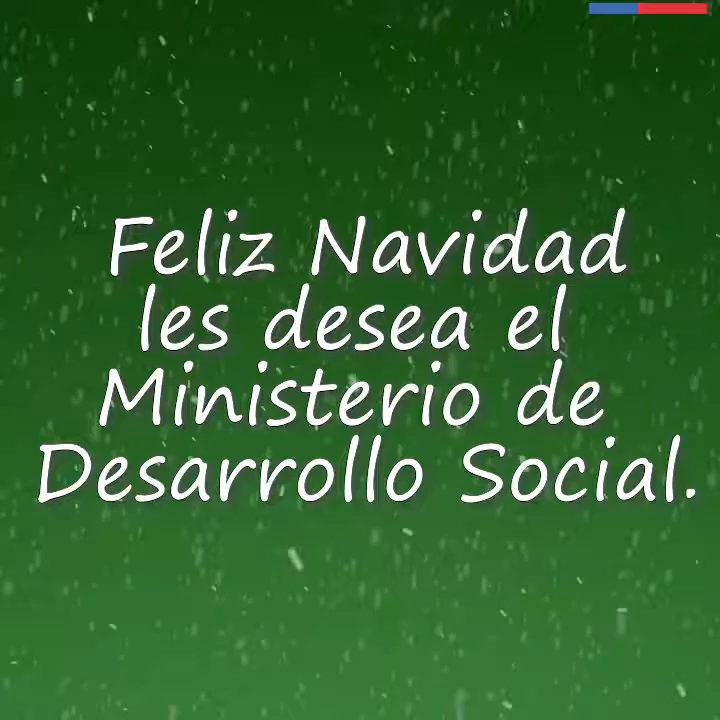 Feliz Navidad
les desea el
Ministerio de
Desarrollo Social.